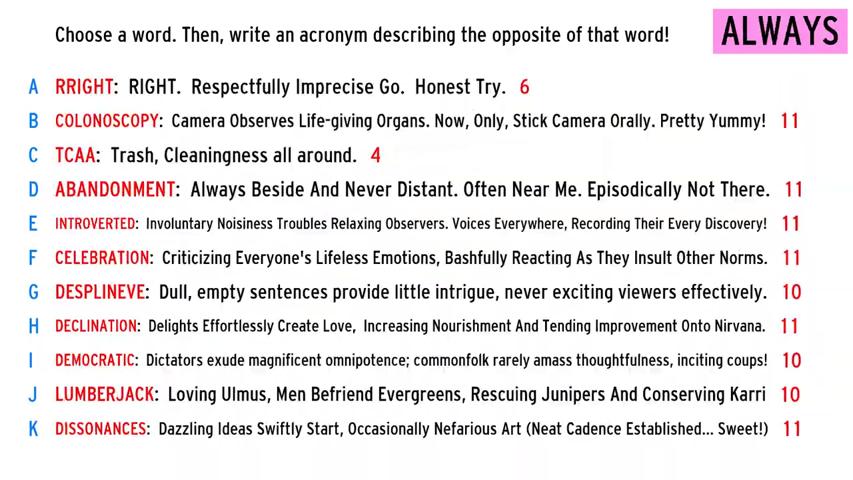 Choose a word. Then, write an acronym describing the opposite of that word!
ALWAYS
A RRIGHT: RIGHT. Respectfully Imprecise Go. Honest Try. 6
B COLONOSCOPY: Camera Observes Life-giving Organs. Now, Only, Stick Camera Orally. Pretty Yummy! 11
C TCAA: Trash, Cleaningness all around. 4
D ABANDONMENT: Always Beside And Never Distant. Often Near Me. Episodically Not There. 11
E INTROVERTED: Involuntary Noisiness Troubles Relaxing Observers. Voices Everywhere, Recording Their Every Discovery! 11
F CELEBRATION: Criticizing Everyone's Lifeless Emotions, Bashfully Reacting As They Insult Other Norms. 11
G DESPLINEVE: Dull, empty sentences provide little intrigue, never exciting viewers effectively. 10
H DECLINATION: Delights Effortlessly Create Love, Increasing Nourishment And Tending Improvement Onto Nirvana. 11
I DEMOCRATIC: Dictators exude magnificent omnipotence; commonfolk rarely amass thoughtfulness, inciting coups! 10
J LUMBERJACK: Loving Ulmus, Men Befriend Evergreens, Rescuing Junipers And Conserving Karri 10
K DISSONANCES: Dazzling Ideas Swiftly Start, Occasionally Nefarious Art (Neat Cadence Established... Sweet!) 11